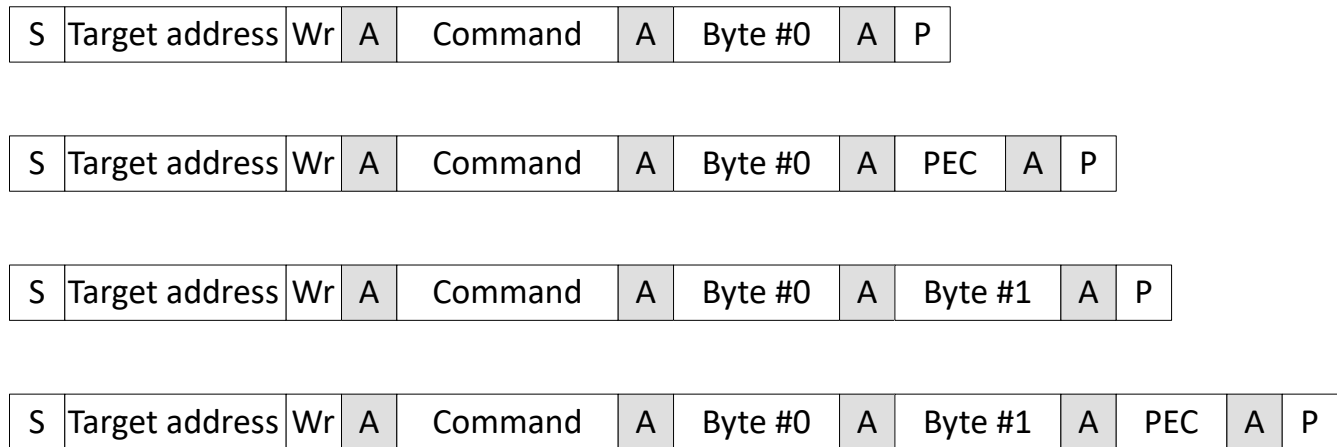 S Target address Wr A Command A Byte #0 A P
S Target address Wr A Command A Byte #0 A PEC A P
S Target address Wr A Command A Byte #0 A Byte #1 A P
S Target address Wr A Command A Byte #0 A Byte #1 A PEC A P